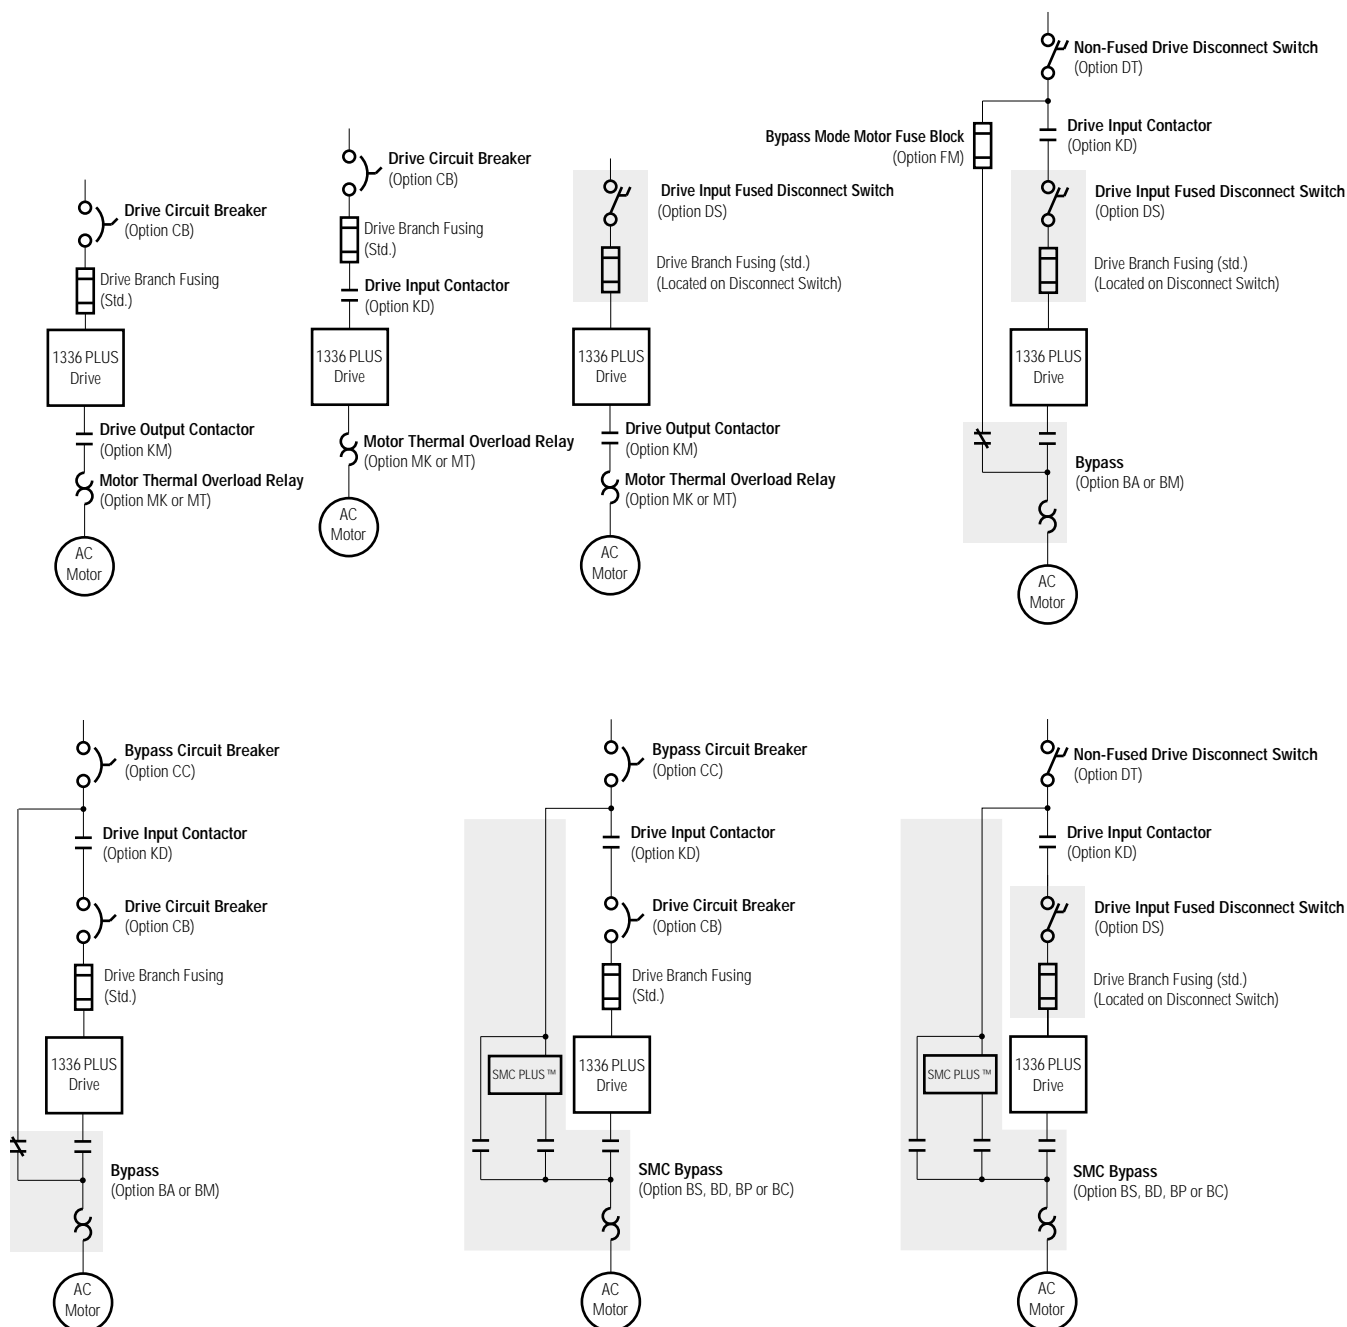 Drive Circuit Breaker
(Option CB)
Drive Branch Fusing
(Std.)
1336 PLUS
Drive
Drive Output Contactor
(Option KM)
Motor Thermal Overload Relay
(Option MK or MT)
AC
Motor
Drive Circuit Breaker
(Option CB)
Drive Branch Fusing
(Std.)
Drive Input Contactor
(Option KD)
1336 PLUS
Drive
Motor Thermal Overload Relay
(Option MK or MT)
AC
Motor
Drive Input Fused Disconnect Switch
(Option DS)
Drive Branch Fusing (std.)
(Located on Disconnect Switch)
1336 PLUS
Drive
Drive Output Contactor
(Option KM)
Motor Thermal Overload Relay
(Option MK or MT)
AC
Motor
Non-Fused Drive Disconnect Switch
(Option DT)
Bypass Mode Motor Fuse Block
(Option FM)
Drive Input Contactor
(Option KD)
Drive Input Fused Disconnect Switch
(Option DS)
Drive Branch Fusing (std.)
(Located on Disconnect Switch)
1336 PLUS
Drive
Bypass
(Option BA or BM)
AC
Motor
Bypass Circuit Breaker
(Option CC)
Drive Input Contactor
(Option KD)
Drive Circuit Breaker
(Option CB)
Drive Branch Fusing
(Std.)
1336 PLUS
Drive
Bypass
(Option BA or BM)
AC
Motor
Bypass Circuit Breaker
(Option CC)
Drive Input Contactor
(Option KD)
Drive Circuit Breaker
(Option CB)
Drive Branch Fusing
(Std.)
SMC PLUS™
1336 PLUS
Drive
SMC Bypass
(Option BS, BD, BP or BC)
AC
Motor
Non-Fused Drive Disconnect Switch
(Option DT)
Drive Input Contactor
(Option KD)
Drive Input Fused Disconnect Switch
(Option DS)
Drive Branch Fusing (std.)
(Located on Disconnect Switch)
SMC PLUS™
1336 PLUS
Drive
SMC Bypass
(Option BS, BD, BP or BC)
AC
Motor